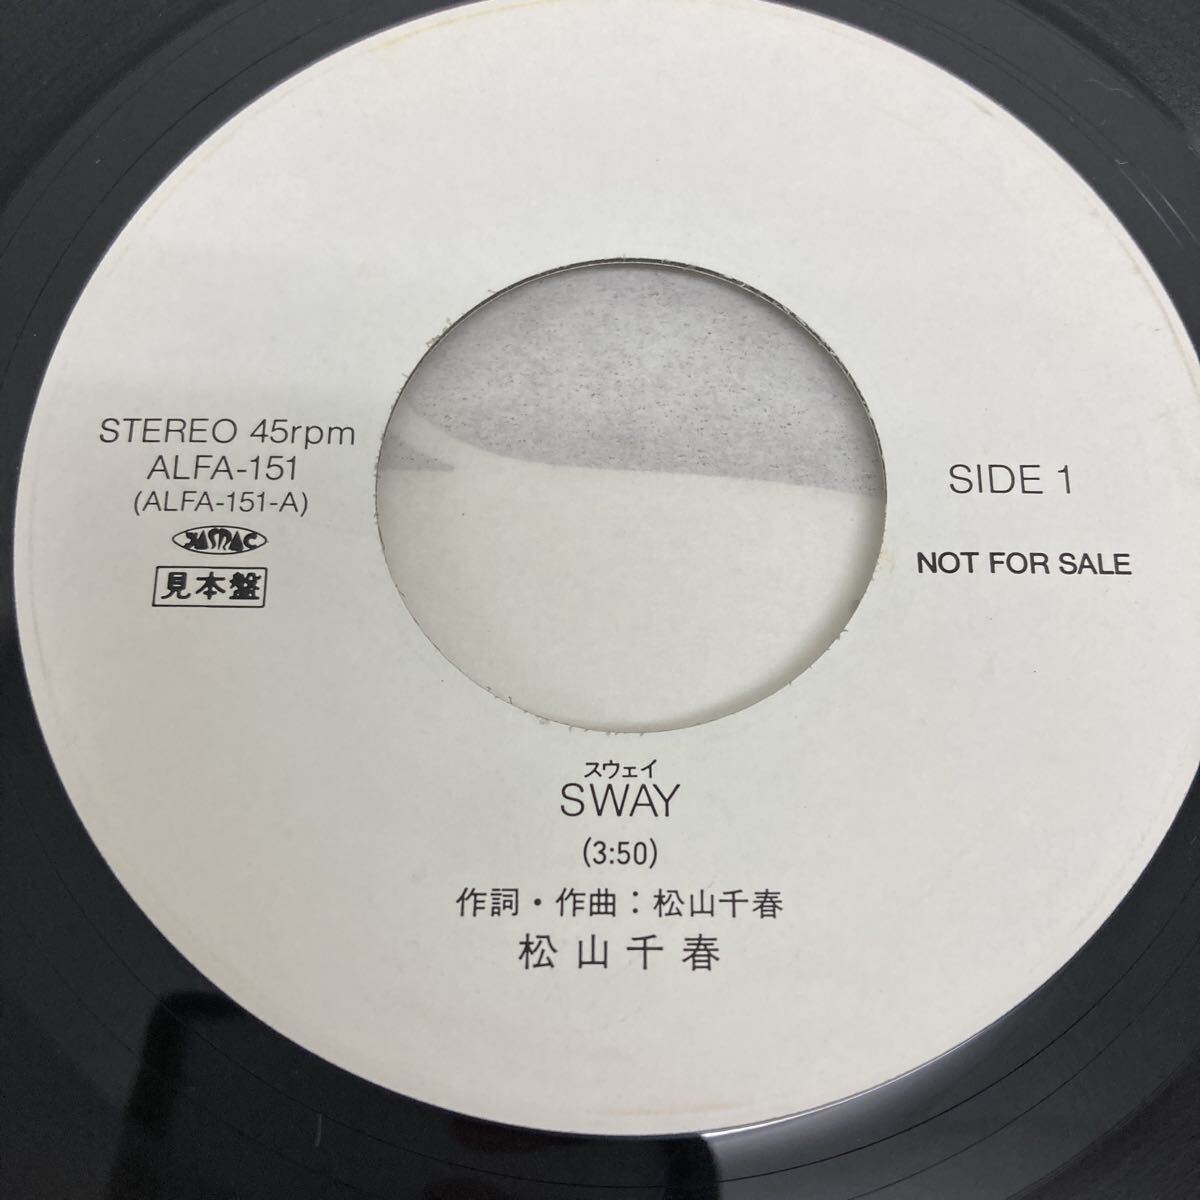 STEREO 45rpm
ALFA-151
(ALFA-151-A)
JASRAC
見本盤
SIDE 1
NOT FOR SALE
スウェイ
SWAY
(3:50)
作詞・作曲：松山千春
松山千春